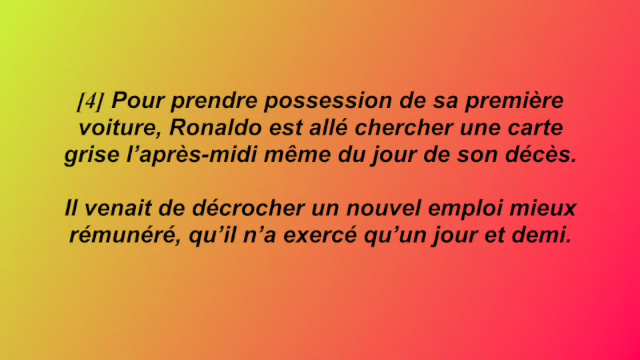 [4] Pour prendre possession de sa première
voiture, Ronaldo est allé chercher une carte
grise l’après-midi même du jour de son décès.
Il venait de décrocher un nouvel emploi mieux
rémunéré, qu’il n’a exercé qu’un jour et demi.